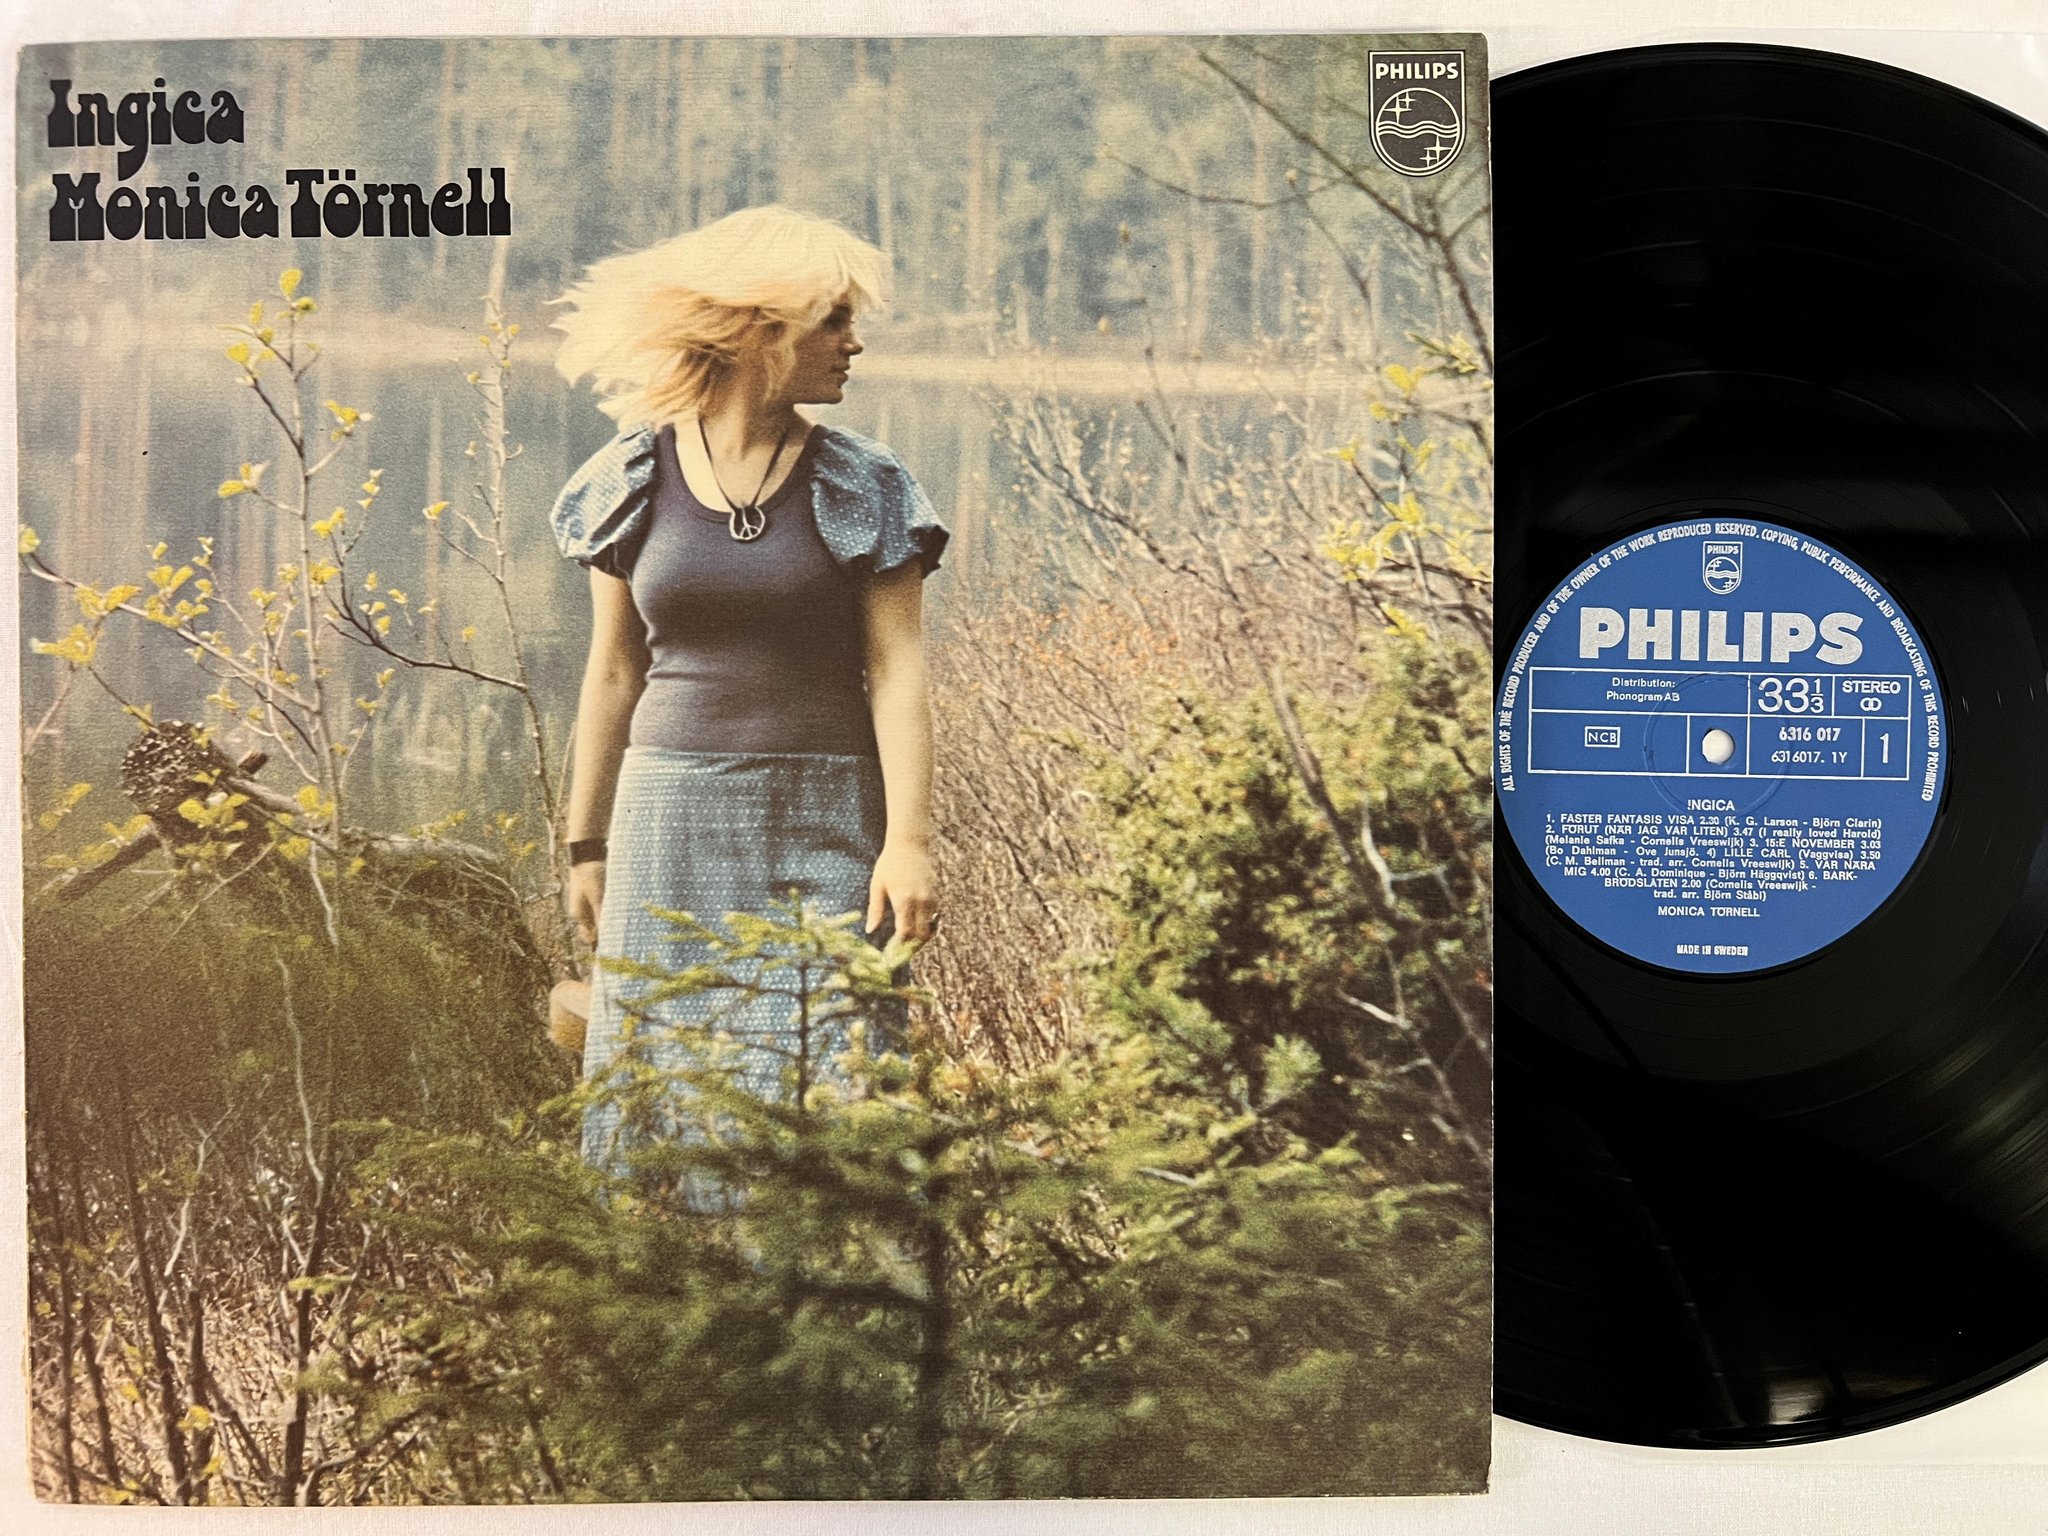 Ingica
Monica Törnell
PHILIPS
ALL RIGHTS OF THE RECORD PRODUCER AND OF THE OWNER OF THE WORK REPRODUCED RESERVED. COPYING, PUBLIC PERFORMANCE AND BROADCASTING OF THIS RECORD PROHIBITED
PHILIPS
PHILIPS
Distribution:
Phonogram AB
33 1/3
STEREO
NCB
6316 017
6316017. 1Y
1
!NGICA
1. FASTER FANTASIS VISA 2.30 (K. G. Larson - Björn Clarin)
2. FÖRUT (NÄR JAG VAR LITEN) 3.47 (I really loved Harold)
(Melanie Safka - Cornelis Vreeswijk) 3. 15:E NOVEMBER 3.03
(Bo Dahlman - Ove Junsjö. 4) LILLE CARL (Vaggvisa) 3.50
(C. M. Bellman - trad. arr. Cornelis Vreeswijk) 5. VAR NÄRA
MIG 4.00 (C. A. Dominique - Björn Häggqvist) 6. BARK-
BRÖDSLÅTEN 2.00 (Cornelis Vreeswijk -
trad. arr. Björn Ståbi)
MONICA TÖRNELL
MADE IN SWEDEN